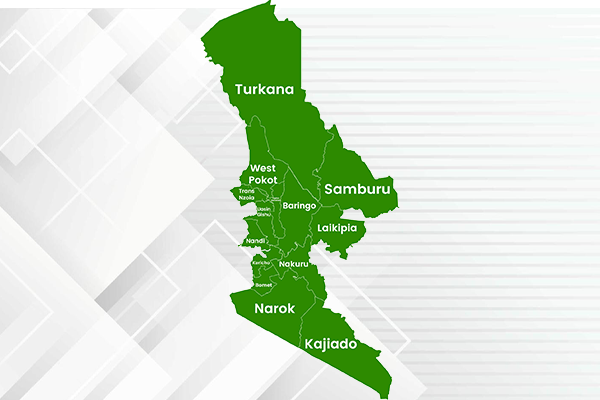 Turkana
West
Pokot
Samburu
Trans
Nzoia
Baringo
Uasin
Gishu
Laikipia
Nandi
Kericho
Nakuru
Bomet
Narok
Kajiado